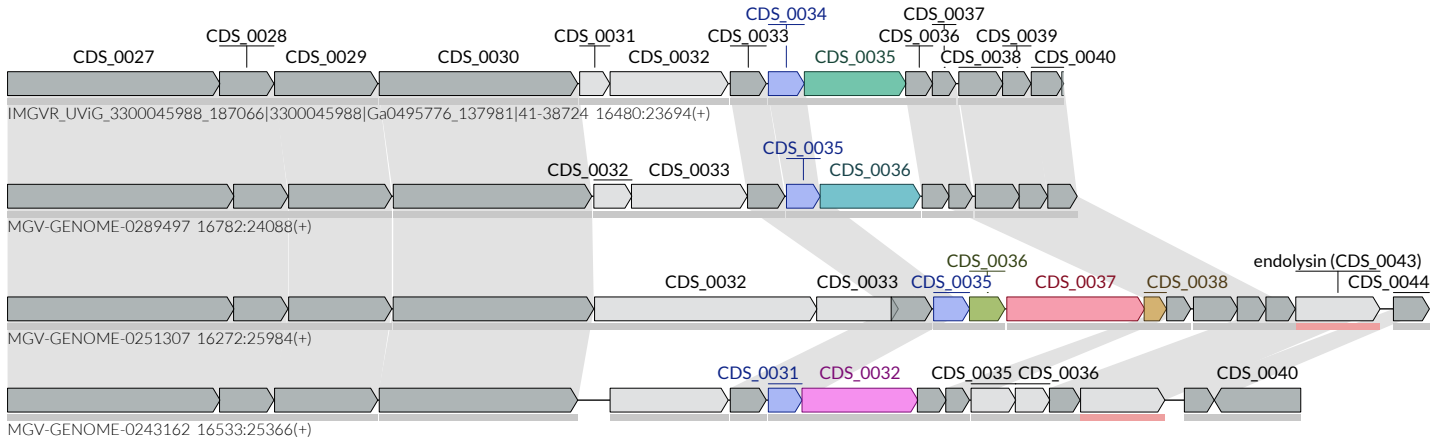 CDS_0034 CDS_0037
CDS_0028 CDS_0031 CDS_0033 CDS_0036 CDS_0039
CDS_0027 CDS_0029 CDS_0030 CDS_0032 CDS_0035 CDS_0038 CDS_0040
IMGVR_UViG_3300045988_187066|3300045988|Ga0495776_137981|41-38724 16480:23694(+)
CDS_0035
CDS_0032 CDS_0033 CDS_0036
MGV-GENOME-0289497 16782:24088(+)
CDS_0036 endolysin (CDS_0043)
CDS_0032 CDS_0033 CDS_0035 CDS_0037 CDS_0038 CDS_0044
MGV-GENOME-0251307 16272:25984(+)
CDS_0031 CDS_0032 CDS_0035 CDS_0036 CDS_0040
MGV-GENOME-0243162 16533:25366(+)